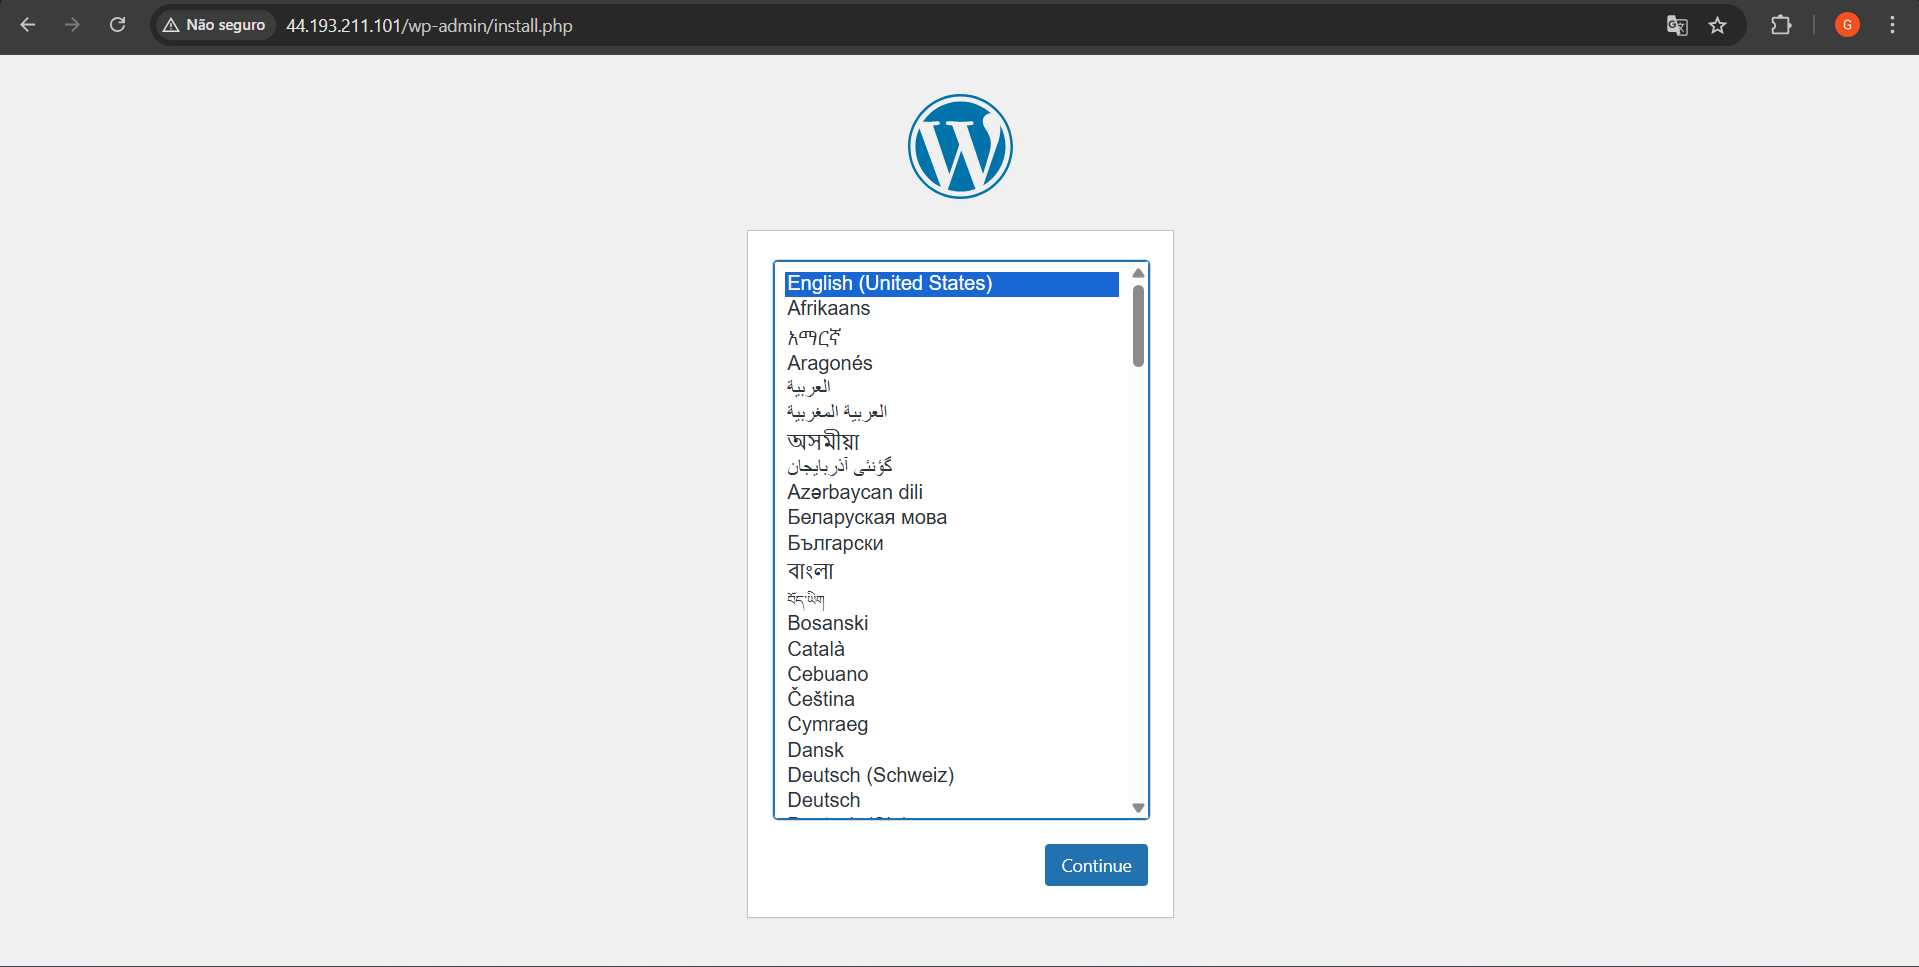 Não seguro
44.193.211.101/wp-admin/install.php
G
English (United States)
Afrikaans
አማርኛ
Aragonés
العربية
العربية المغربية
অসমীয়া
گؤنئی آذربایجان
Azərbaycan dili
Беларуская мова
Български
বাংলা
བོད་ཡིག
Bosanski
Català
Cebuano
Čeština
Cymraeg
Dansk
Deutsch (Schweiz)
Deutsch
Continue